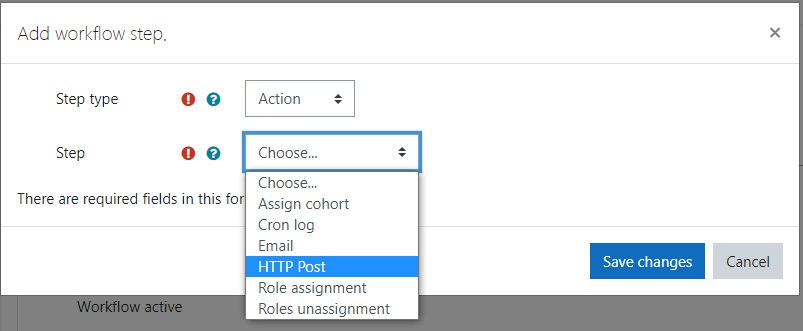 Add workflow step.
×
Step type
Action
Step
Choose...
Choose...
There are required fields in this for
Assign cohort
Cron log
Email
HTTP Post
Role assignment
Roles unassignment
Save changes
Cancel
Workflow active